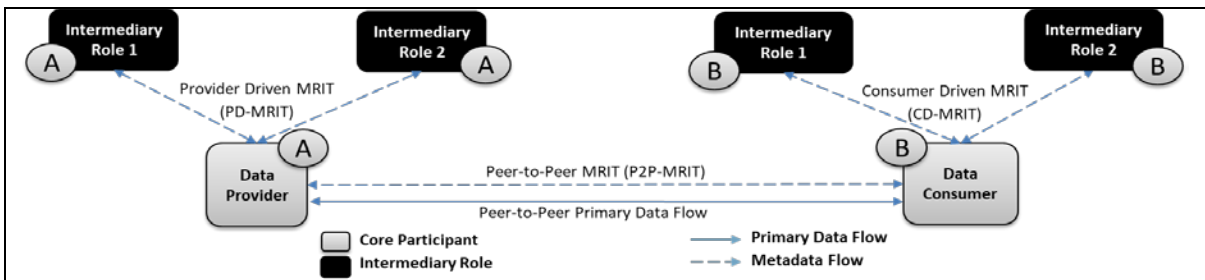 Intermediary
Role 1
A
Intermediary
Role 2
A
Intermediary
Role 1
B
Intermediary
Role 2
B
Provider Driven MRIT
(PD-MRIT)
Consumer Driven MRIT
(CD-MRIT)
A
Data
Provider
B
Data
Consumer
Peer-to-Peer MRIT (P2P-MRIT)
Peer-to-Peer Primary Data Flow
Core Participant
Intermediary Role
Primary Data Flow
Metadata Flow